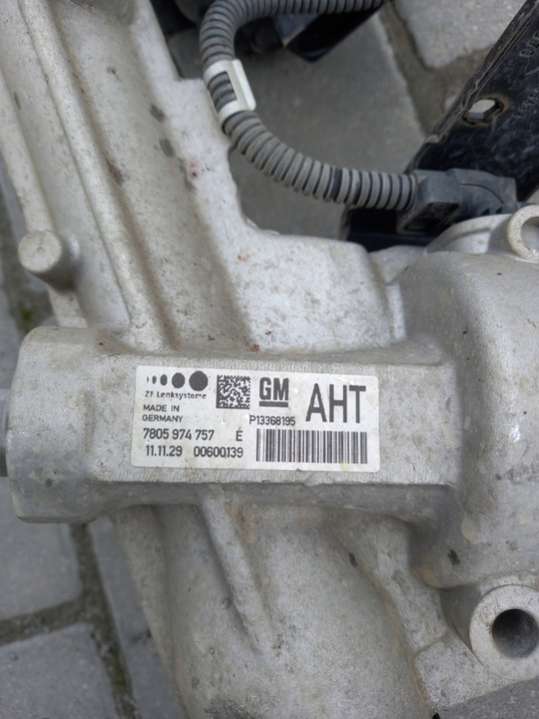 ZF Lenksysteme
MADE IN
GERMANY
7805 974 757 E
11.11.29 00600139
GM
AHT
P13368195